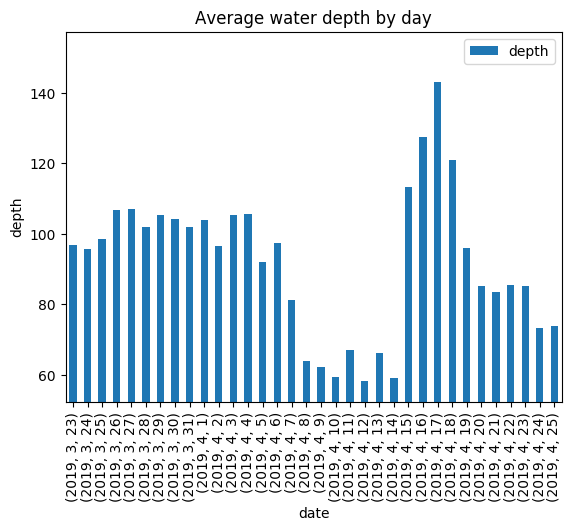 Average water depth by day
depth
140
120
100
80
60
depth
(2019, 3, 23)
(2019, 3, 24)
(2019, 3, 25)
(2019, 3, 26)
(2019, 3, 27)
(2019, 3, 28)
(2019, 3, 29)
(2019, 3, 30)
(2019, 3, 31)
(2019, 4, 1)
(2019, 4, 2)
(2019, 4, 3)
(2019, 4, 4)
(2019, 4, 5)
(2019, 4, 6)
(2019, 4, 7)
(2019, 4, 8)
(2019, 4, 9)
(2019, 4, 10)
(2019, 4, 11)
(2019, 4, 12)
(2019, 4, 13)
(2019, 4, 14)
(2019, 4, 15)
(2019, 4, 16)
(2019, 4, 17)
(2019, 4, 18)
(2019, 4, 19)
(2019, 4, 20)
(2019, 4, 21)
(2019, 4, 22)
(2019, 4, 23)
(2019, 4, 24)
(2019, 4, 25)
date